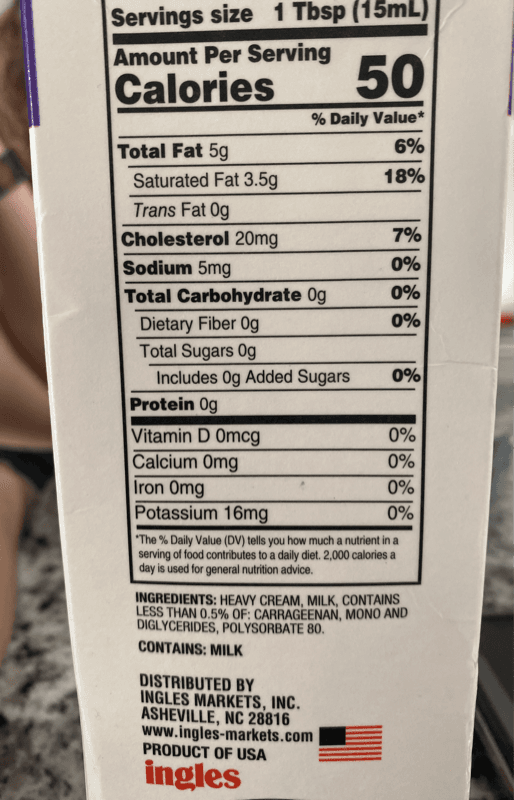 Servings size 1 Tbsp (15mL)
Amount Per Serving
Calories 50
% Daily Value*
Total Fat 5g 6%
Saturated Fat 3.5g 18%
Trans Fat 0g
Cholesterol 20mg 7%
Sodium 5mg 0%
Total Carbohydrate 0g 0%
Dietary Fiber 0g 0%
Total Sugars 0g
Includes 0g Added Sugars 0%
Protein 0g
Vitamin D 0mcg 0%
Calcium 0mg 0%
Iron 0mg 0%
Potassium 16mg 0%
*The % Daily Value (DV) tells you how much a nutrient in a
serving of food contributes to a daily diet. 2,000 calories a
day is used for general nutrition advice.
INGREDIENTS: HEAVY CREAM, MILK, CONTAINS
LESS THAN 0.5% OF: CARRAGEENAN, MONO AND
DIGLYCERIDES, POLYSORBATE 80.
CONTAINS: MILK
DISTRIBUTED BY
INGLES MARKETS, INC.
ASHEVILLE, NC 28816
www.ingles-markets.com
PRODUCT OF USA
ingles